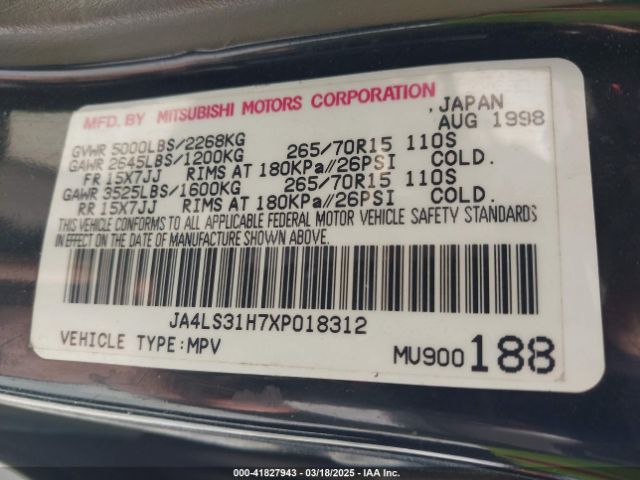 MFD. BY MITSUBISHI MOTORS CORPORATION , JAPAN
GVWR 5000LBS/2268KG AUG 1998
GAWR 2645LBS/1200KG 265/70R15 110S
FR 15X7JJ RIMS AT 180KPa//26PSI COLD.
GAWR 3525LBS/1600KG 265/70R15 110S
RR 15X7JJ RIMS AT 180KPa//26PSI COLD.
THIS VEHICLE CONFORMS TO ALL APPLICABLE FEDERAL MOTOR VEHICLE SAFETY STANDARDS
IN EFFECT ON THE DATE OF MANUFACTURE SHOWN ABOVE.
JA4LS31H7XP018312
VEHICLE TYPE:MPV MU900188
000-41827943 / 03/18/2025 — IAA Inc.